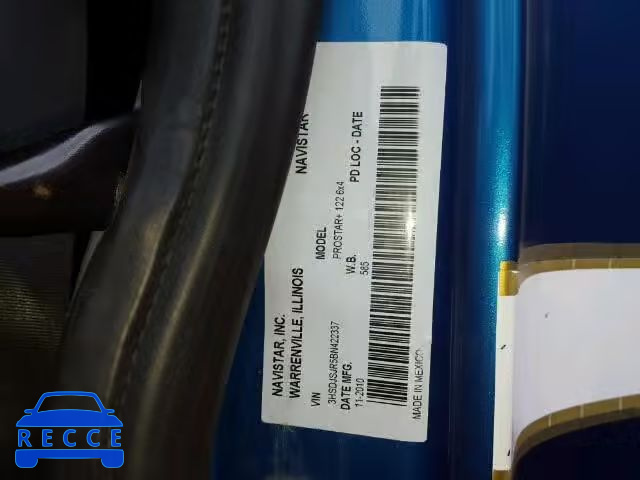 NAVISTAR, INC.
NAVISTAR
WARRENVILLE, ILLINOIS
VIN
MODEL
3HSDJSJR5BN422337
PROSTAR+ 122 6x4
DATE MFG.
W.B.
PD LOC - DATE
11-2010
585
MADE IN MEXICO
RECCE